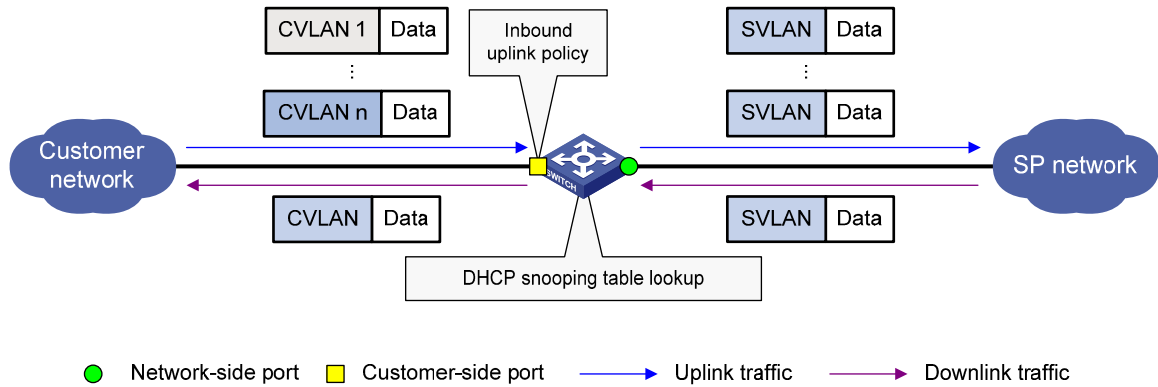 CVLAN 1 Data
Inbound
uplink policy
SVLAN Data
...
...
CVLAN n Data
SVLAN Data
Customer
network
SWITCH
SP network
CVLAN Data
SVLAN Data
DHCP snooping table lookup
Network-side port
Customer-side port
Uplink traffic
Downlink traffic